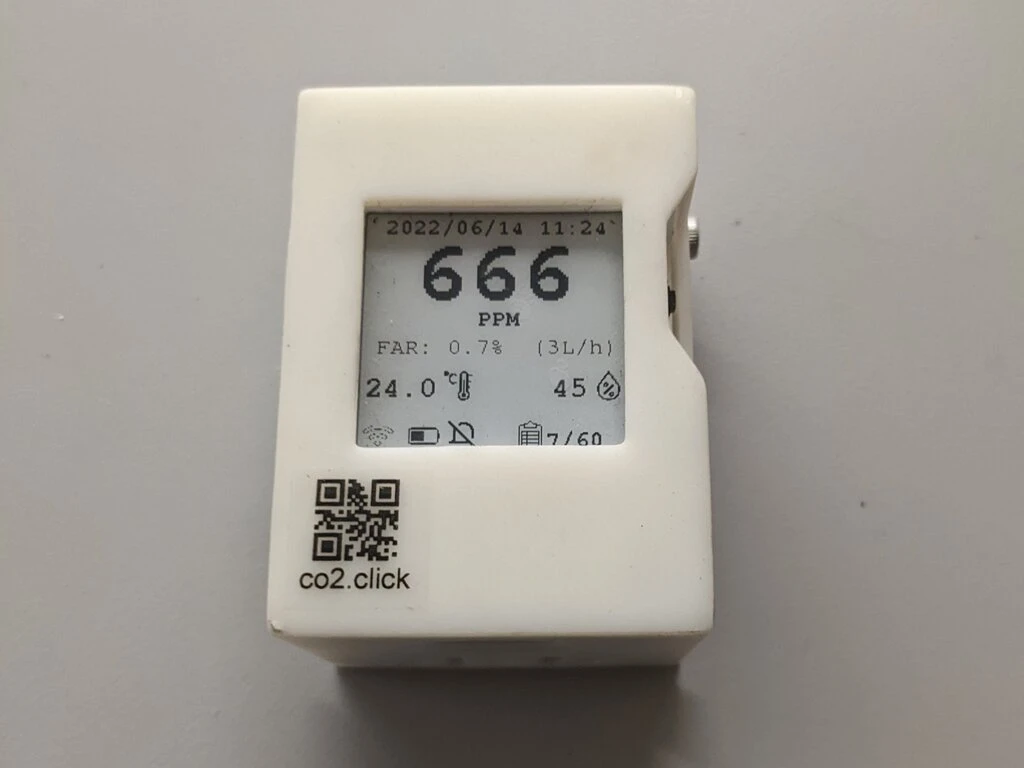 2022/06/14 11:24
666
PPM
FAR: 0.7% (3L/h)
24.0 °C 45 %
7/60
co2.click